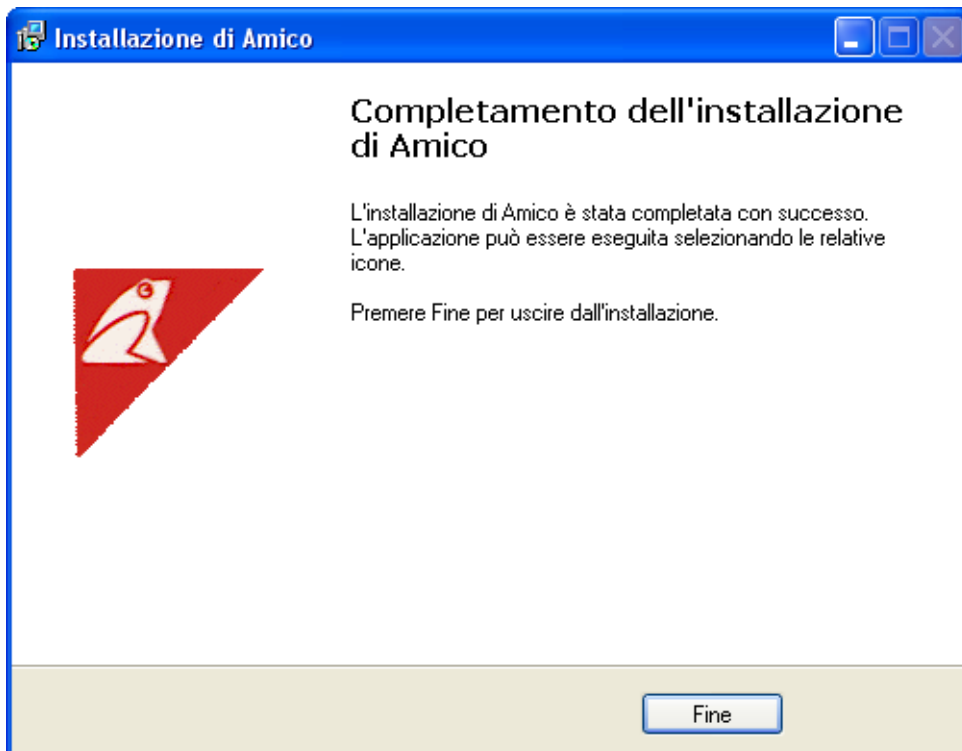 Installazione di Amico
Completamento dell'installazione
di Amico
L'installazione di Amico è stata completata con successo.
L'applicazione può essere eseguita selezionando le relative
icone.
Premere Fine per uscire dall'installazione.
Fine